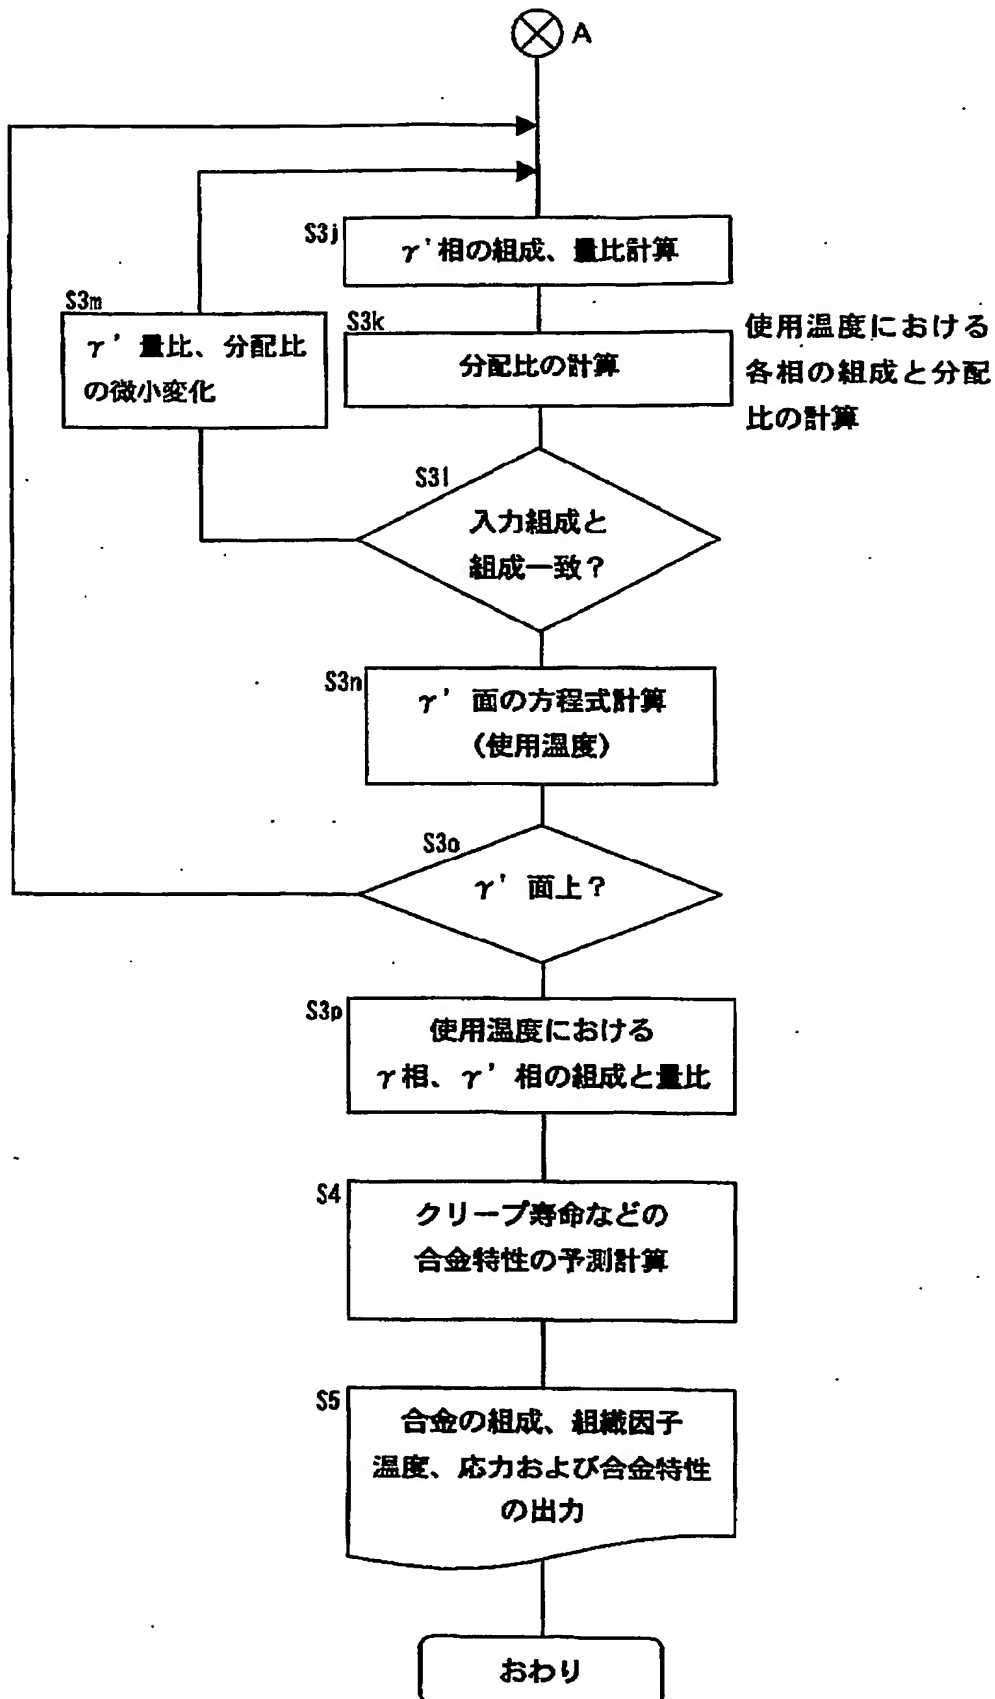 A
S3j
γ'相の組成、量比計算
S3m
γ' 量比、分配比
の微小変化
S3k
分配比の計算
使用温度における
各相の組成と分配
比の計算
S3l
入力組成と
組成一致？
S3n
γ' 面の方程式計算
（使用温度）
S3o
γ' 面上？
S3p
使用温度における
γ相、γ' 相の組成と量比
S4
クリープ寿命などの
合金特性の予測計算
S5
合金の組成、組織因子
温度、応力および合金特性
の出力
おわり